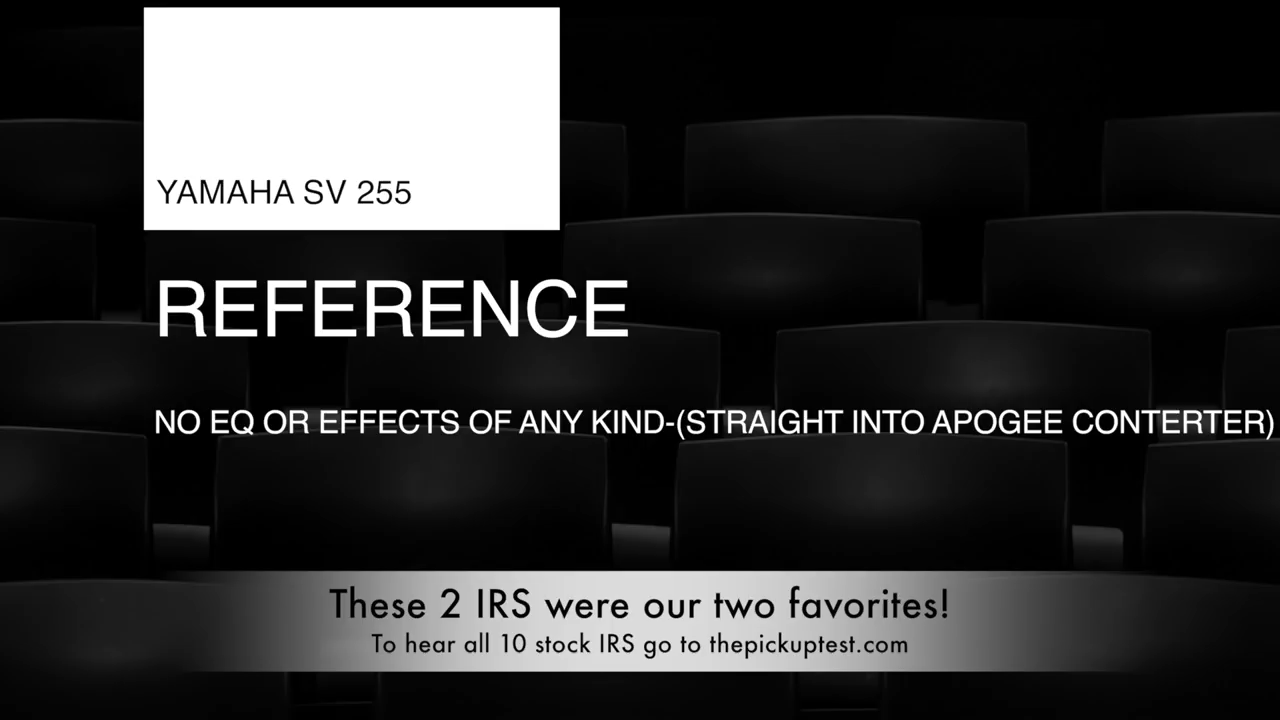 YAMAHA SV 255
REFERENCE
NO EQ OR EFFECTS OF ANY KIND-(STRAIGHT INTO APOGEE CONTERTER)
These 2 IRS were our two favorites!
To hear all 10 stock IRS go to thepickuptest.com